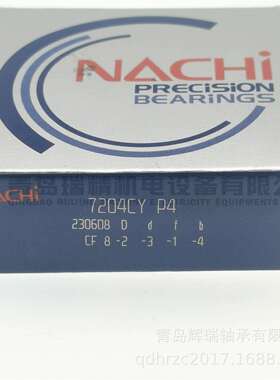 NACHi
PRECISION
BEARINGS
青岛瑞精机电设备有限公司
NACHi
7204CY P4
230608 D d f b
CF 8 -2 -3 -1 -4
青岛辉瑞轴承有
qdhrzc2017.1688.